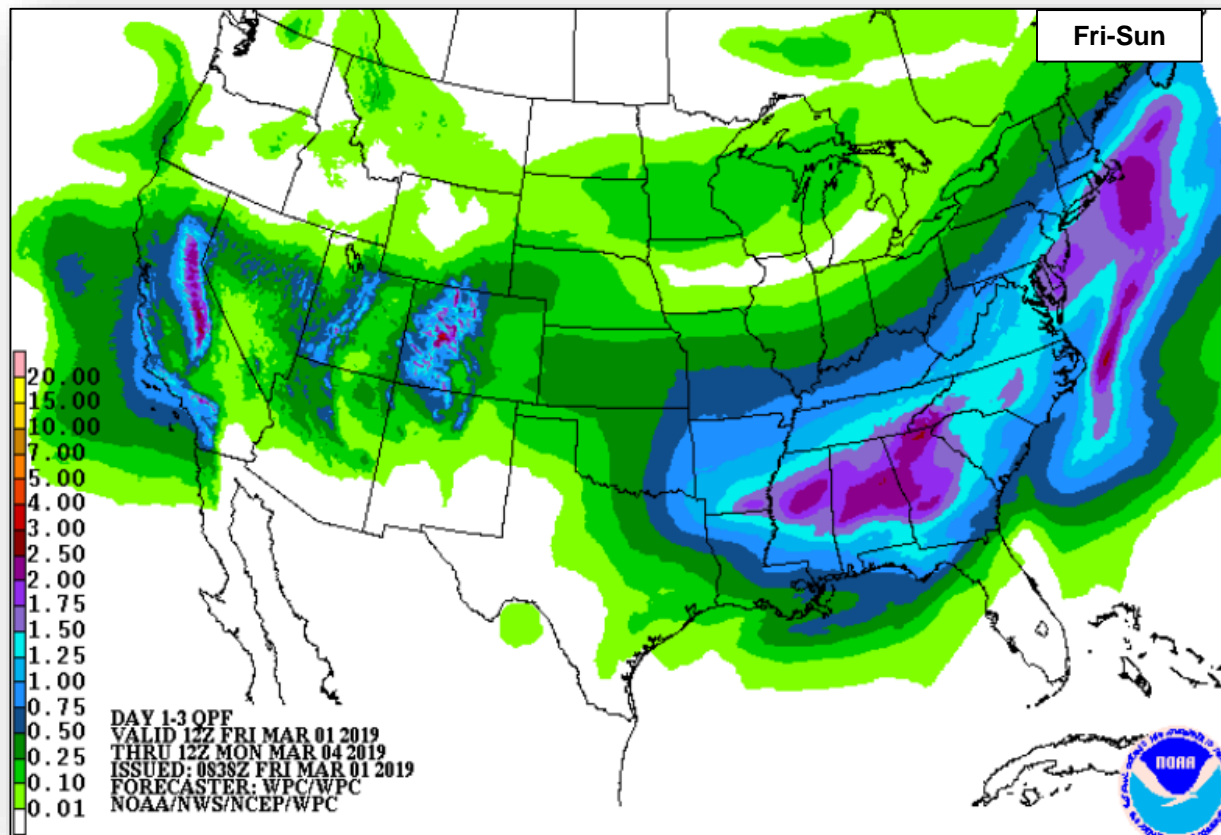 Fri-Sun
20.00
15.00
10.00
7.00
5.00
4.00
3.00
2.50
2.00
1.75
1.50
1.25
1.00
0.75
0.50
0.25
0.10
0.01
DAY 1-3 QPF
VALID 12Z FRI MAR 01 2019
THRU 12Z MON MAR 04 2019
ISSUED: 0838Z FRI MAR 01 2019
FORECASTER: WPC/WPC
NOAA/NWS/NCEP/WPC
NOAA